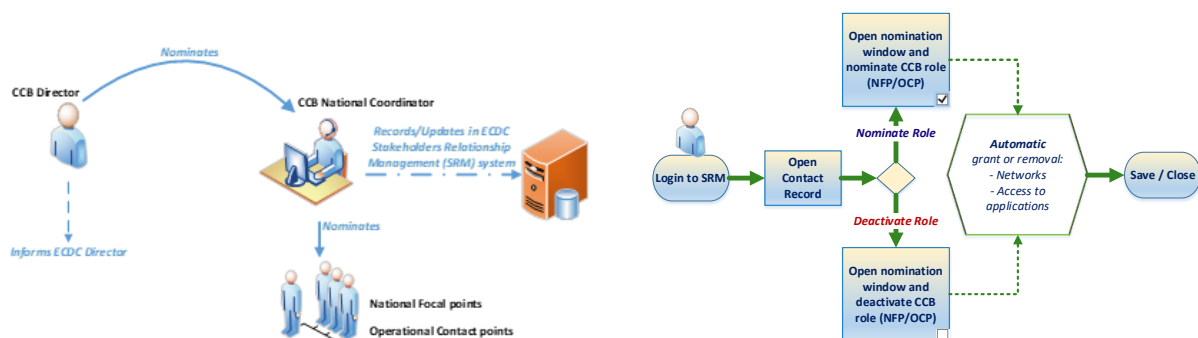 Nominates
CCB Director
CCB National Coordinator
Records/Updates in ECDC
Stakeholders Relationship
Management (SRM) system
Informs ECDC Director
Nominates
National Focal points
Operational Contact points
Login to SRM
Open
Contact
Record
Open nomination
window and
nominate CCB role
(NFP/OCP)
Nominate Role
Deactivate Role
Open nomination
window and
deactivate CCB
role (NFP/OCP)
Automatic
grant or removal:
- Networks
- Access to
applications
Save / Close